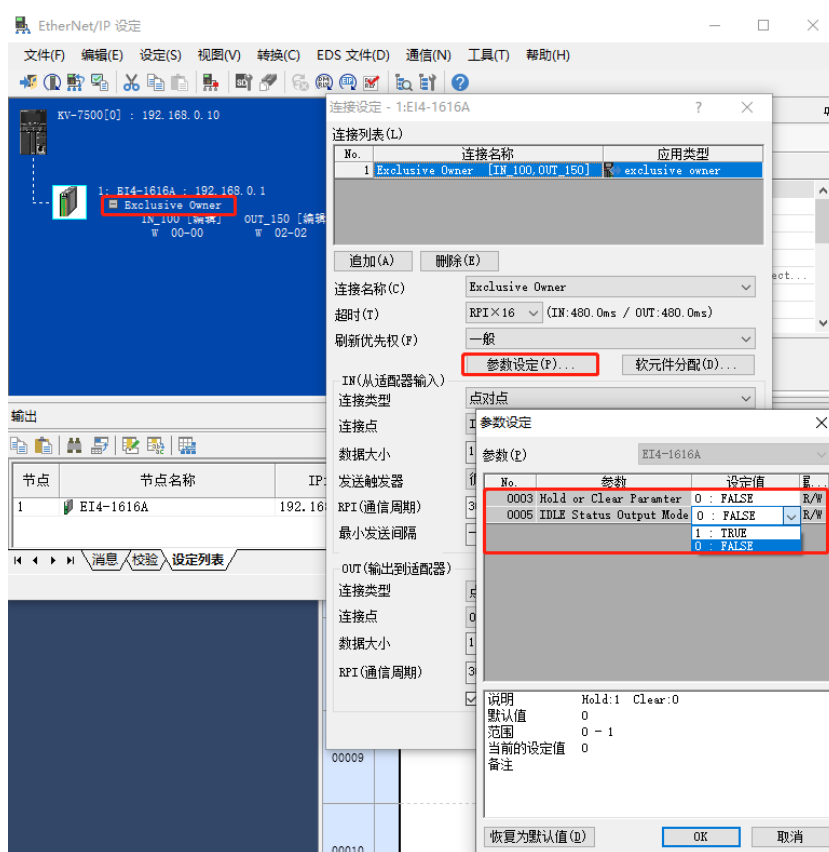 EtherNet/IP 设定
文件(F) 编辑(E) 设定(S) 视图(V) 转换(C) EDS 文件(D) 通信(N) 工具(T) 帮助(H)
KV-7500[0] : 192.168.0.10
1: EI4-1616A : 192.168.0.1
Exclusive Owner
IN_100 [编辑] OUT_150 [编辑
W 00-00 W 02-02
连接设定 - 1:EI4-1616A
连接列表(L)
No. 连接名称 应用类型
1 Exclusive Owner [IN_100,OUT_150] exclusive owner
追加(A) 删除(E)
连接名称(C) Exclusive Owner
超时(T) RPI×16 (IN:480.0ms / OUT:480.0ms)
刷新优先权(F) 一般
参数设定(P)... 软元件分配(D)...
IN(从适配器输入)
连接类型 点对点
连接点
数据大小 1
发送触发器
RPI(通信周期) 30
最小发送间隔
OUT(输出到适配器)
连接类型
连接点 0
数据大小 1
RPI(通信周期) 30
ect...
输出
节点 节点名称 IP
1 EI4-1616A 192.16
消息 校验 设定列表
参数设定
参数(P) EI4-1616A
No. 参数 设定值
0003 Hold or Clear Paramter 0 : FALSE R/W
0005 IDLE Status Output Mode 0 : FALSE R/W
1 : TRUE
0 : FALSE
说明 Hold:1 Clear:0
默认值 0
范围 0 - 1
当前的设定值 0
备注
恢复为默认值(D) OK 取消
00009
00010